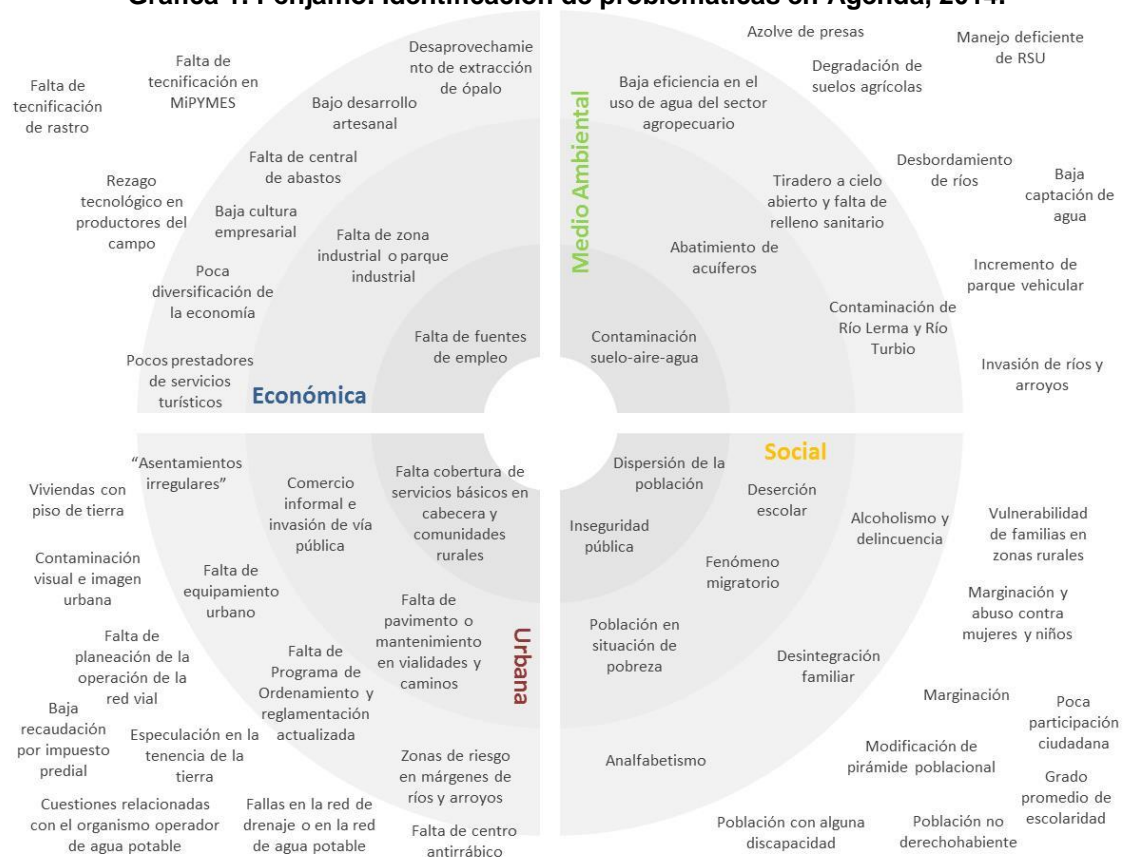 Gráfica 1. Pénjamo: Identificación de problemáticas en Agenda, 2014.
Desaprovechamie
nto de extracción
de ópalo
Falta de
tecnificación en
MiPYMES
Falta de
tecnificación
de rastro
Bajo desarrollo
artesanal
Falta de central
de abastos
Rezago
tecnológico en
productores del
campo
Baja cultura
empresarial
Falta de zona
industrial o parque
industrial
Poca
diversificación de
la economía
Falta de fuentes
de empleo
Pocos prestadores
de servicios
turísticos
Económica
Medio Ambiental
Azolve de presas
Manejo deficiente
de RSU
Degradación de
suelos agrícolas
Baja eficiencia en el
uso de agua del sector
agropecuario
Desbordamiento
de ríos
Baja
captación de
agua
Tiradero a cielo
abierto y falta de
relleno sanitario
Abatimiento de
acuíferos
Incremento de
parque vehicular
Contaminación de
Río Lerma y Río
Turbio
Contaminación
suelo-aire-agua
Invasión de ríos y
arroyos
"Asentamientos
irregulares"
Viviendas con
piso de tierra
Comercio
informal e
invasión de vía
pública
Falta cobertura de
servicios básicos en
cabecera y
comunidades
rurales
Contaminación
visual e imagen
urbana
Falta de
equipamiento
urbano
Falta de
pavimento o
mantenimiento
en vialidades y
caminos
Urbana
Falta de
planeación de la
operación de la
red vial
Falta de
Programa de
Ordenamiento y
reglamentación
actualizada
Baja
recaudación
por impuesto
predial
Especulación en la
tenencia de la
tierra
Zonas de riesgo
en márgenes de
ríos y arroyos
Cuestiones relacionadas
con el organismo operador
de agua potable
Fallas en la red de
drenaje o en la red
de agua potable
Falta de centro
antirrábico
Social
Dispersión de la
población
Deserción
escolar
Inseguridad
pública
Alcoholismo y
delincuencia
Vulnerabilidad
de familias en
zonas rurales
Fenómeno
migratorio
Marginación y
abuso contra
mujeres y niños
Población en
situación de
pobreza
Desintegración
familiar
Marginación
Poca
participación
ciudadana
Analfabetismo
Modificación de
pirámide poblacional
Grado
promedio de
escolaridad
Población con alguna
discapacidad
Población no
derechohabiente